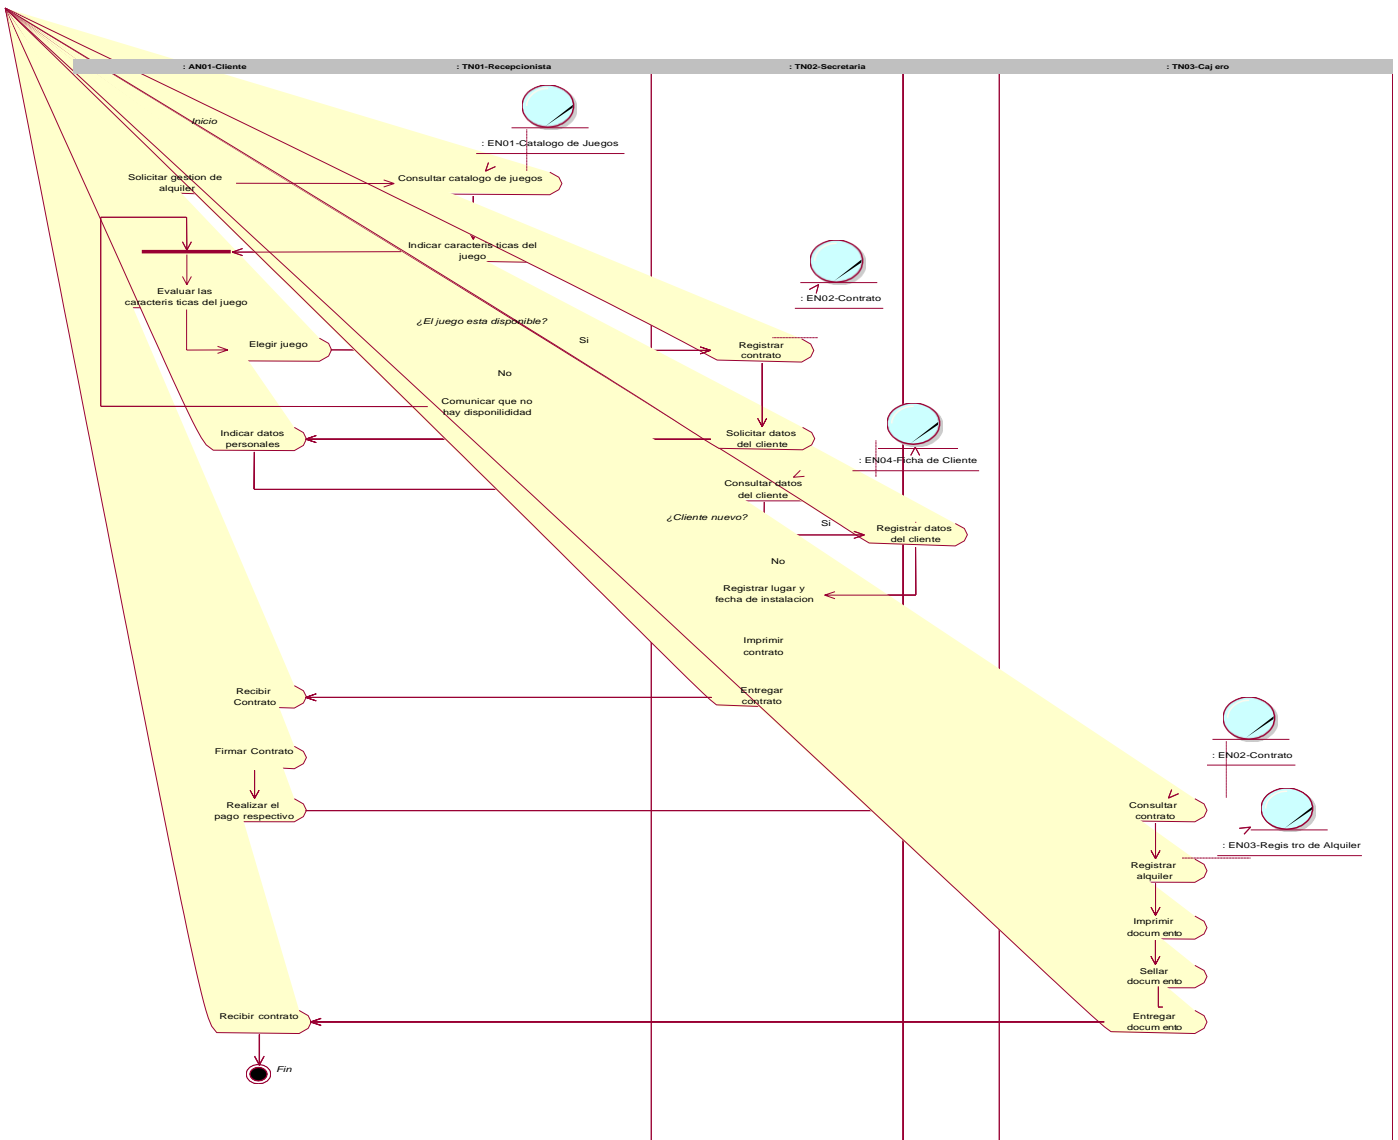 : AN01-Cliente
: TN01-Recepcionista
: TN02-Secretaria
: TN03-Caj ero
Inicio
: EN01-Catalogo de Juegos
Solicitar gestion de
alquiler
Consultar catalogo de juegos
Indicar caracteris ticas del
juego
Evaluar las
caracteris ticas del juego
: EN02-Contrato
¿El juego esta disponible?
Si
Elegir juego
Registrar
contrato
No
Comunicar que no
hay disponilididad
Indicar datos
personales
Solicitar datos
del cliente
: EN04-Ficha de Cliente
Consultar datos
del cliente
¿Cliente nuevo?
Si
Registrar datos
del cliente
No
Registrar lugar y
fecha de instalacion
Imprimir
contrato
Recibir
Contrato
Entregar
contrato
Firmar Contrato
: EN02-Contrato
Realizar el
pago respectivo
Consultar
contrato
: EN03-Regis tro de Alquiler
Registrar
alquiler
Imprimir
docum ento
Sellar
docum ento
Recibir contrato
Entregar
docum ento
Fin